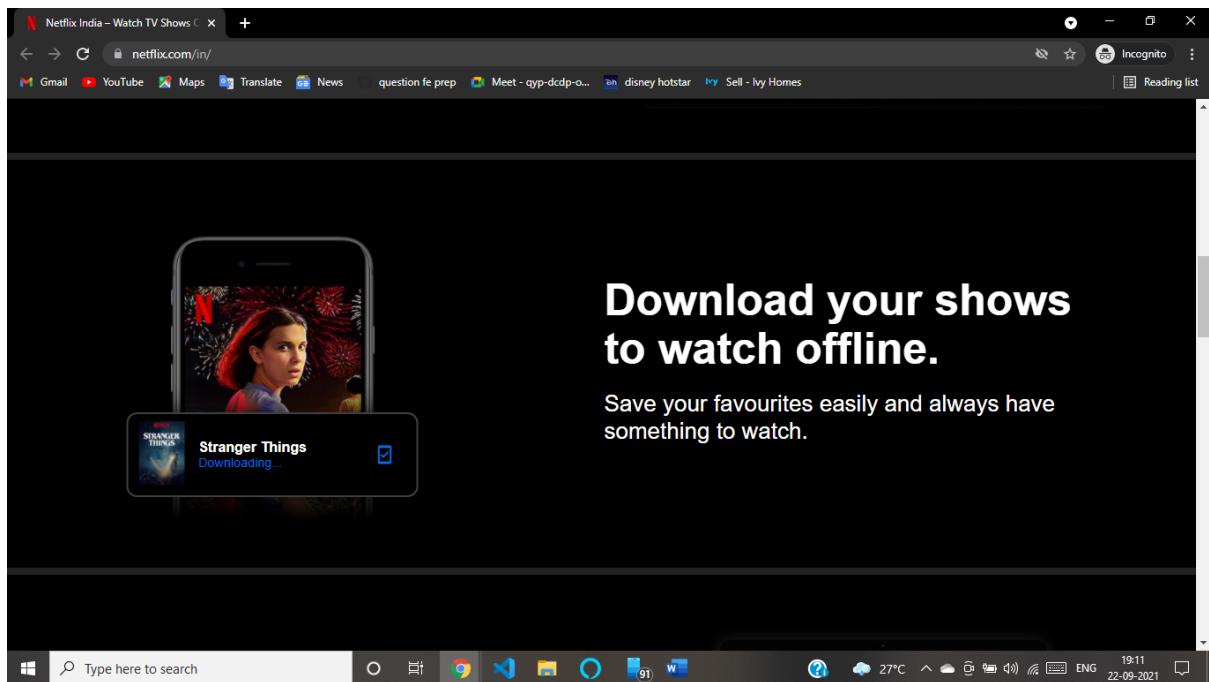 Netflix India – Watch TV Shows O
netflix.com/in/
Incognito
Gmail YouTube Maps Translate News question fe prep Meet - qyp-dcdp-o... disney hotstar Sell - Ivy Homes Reading list
Download your shows
to watch offline.
Save your favourites easily and always have
something to watch.
N
STRANGER
THINGS
Stranger Things
Downloading...
Type here to search
91
27°C
ENG
19:11
22-09-2021